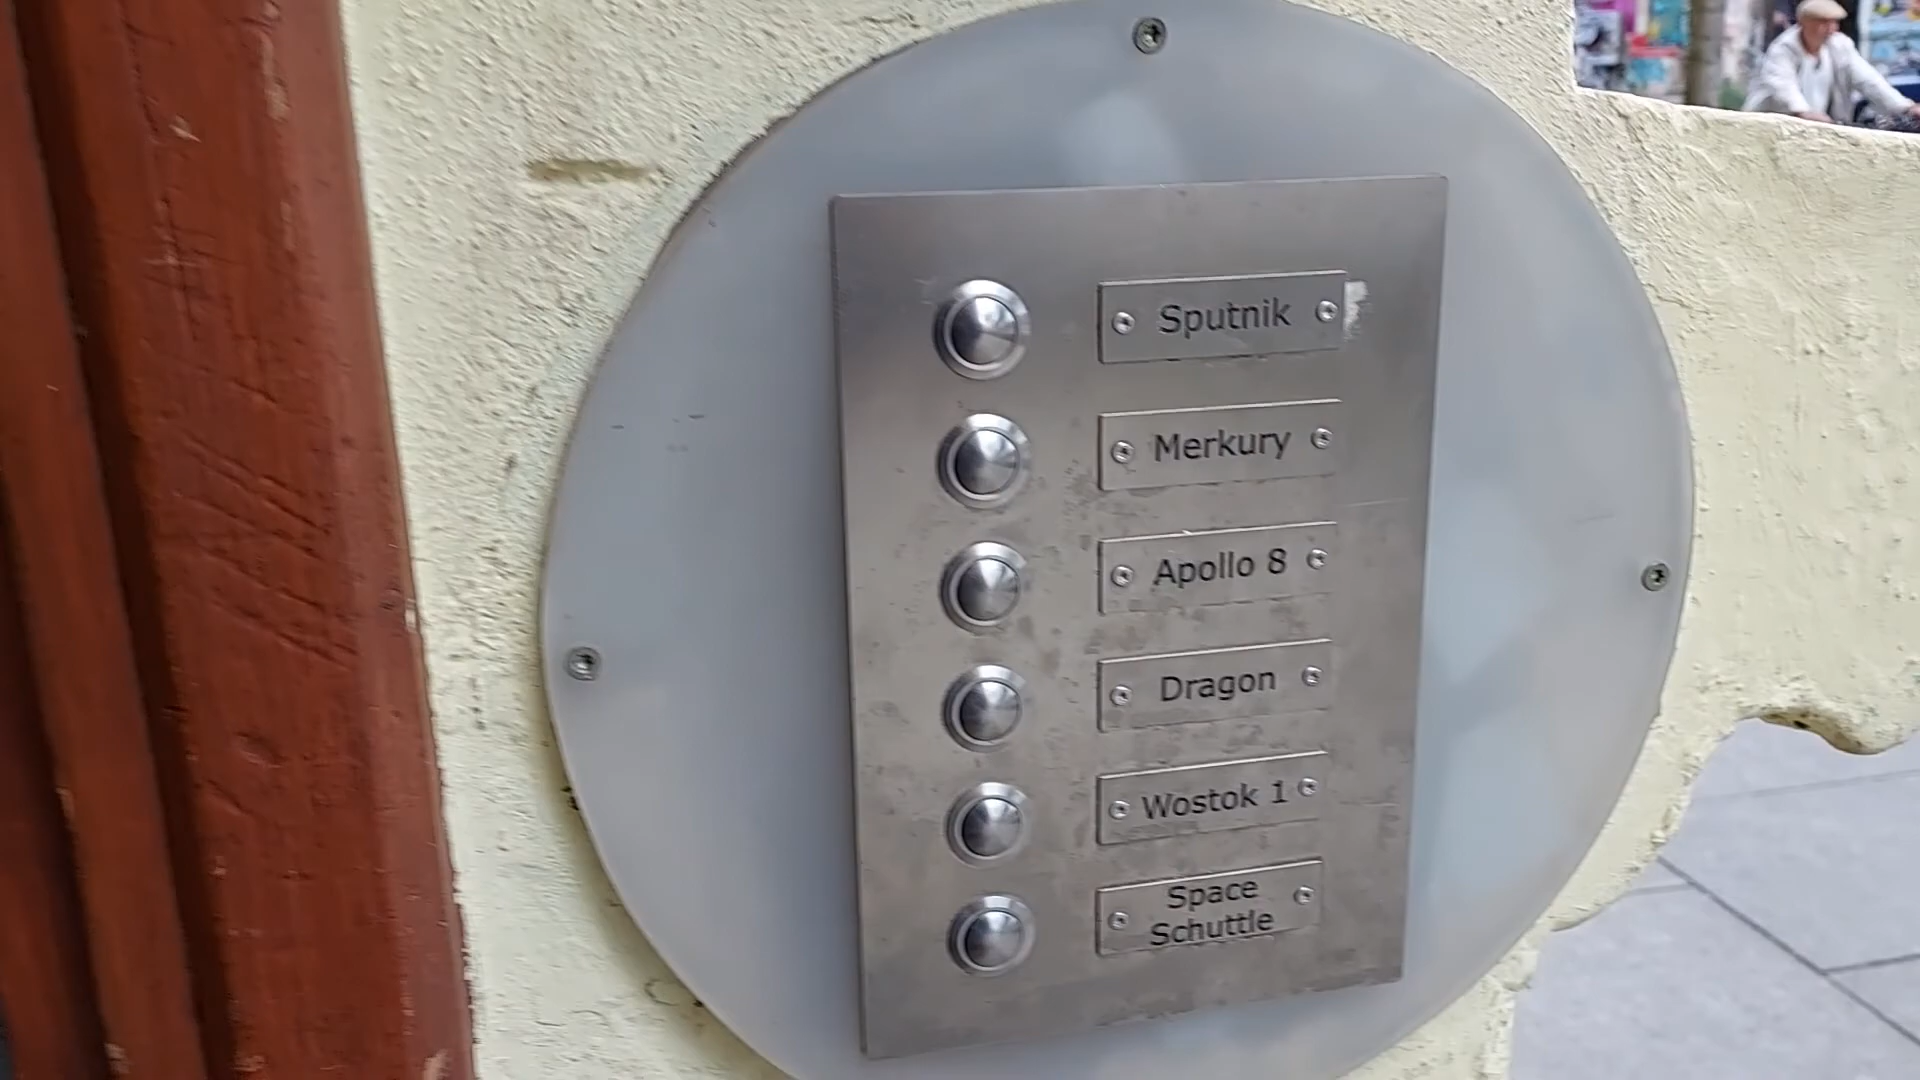 Sputnik
Merkury
Apollo 8
Dragon
Wostok 1
Space
Schuttle